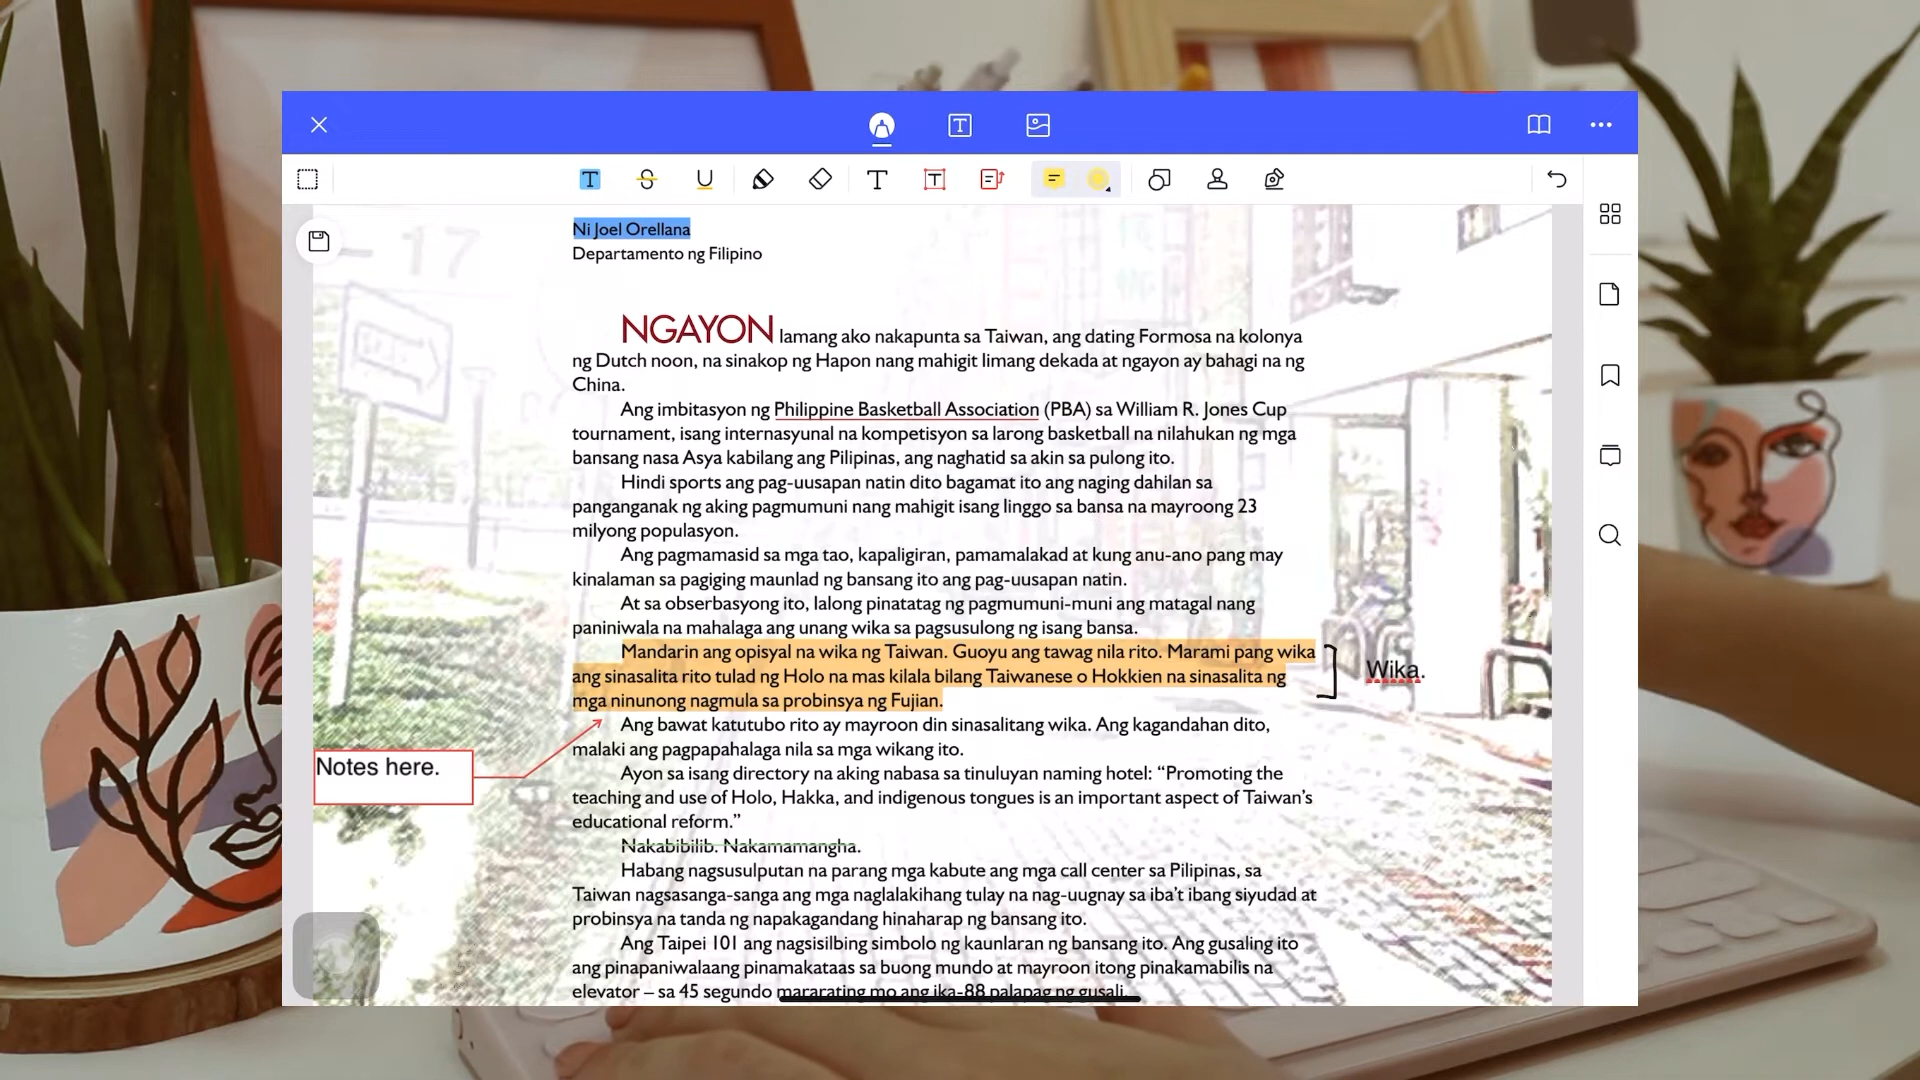 Ni Joel Orellana
Departamento ng Filipino
NGAYON lamang ako nakapunta sa Taiwan, ang dating Formosa na kolonya
ng Dutch noon, na sinakop ng Hapon nang mahigit limang dekada at ngayon ay bahagi na ng
China.
Ang imbitasyon ng Philippine Basketball Association (PBA) sa William R. Jones Cup
tournament, isang internasyunal na kompetisyon sa larong basketball na nilahukan ng mga
bansang nasa Asya kabilang ang Pilipinas, ang naghatid sa akin sa pulong ito.
Hindi sports ang pag-uusapan natin dito bagamat ito ang naging dahilan sa
panganganak ng aking pagmumuni nang mahigit isang linggo sa bansa na mayroong 23
milyong populasyon.
Ang pagmamasid sa mga tao, kapaligiran, pamamalakad at kung anu-ano pang may
kinalaman sa pagiging maunlad ng bansang ito ang pag-uusapan natin.
At sa obserbasyong ito, lalong pinatatag ng pagmumuni-muni ang matagal nang
paniniwala na mahalaga ang unang wika sa pagsusulong ng isang bansa.
Mandarin ang opisyal na wika ng Taiwan. Guoyu ang tawag nila rito. Marami pang wika
ang sinasalita rito tulad ng Holo na mas kilala bilang Taiwanese o Hokkien na sinasalita ng
mga ninunong nagmula sa probinsya ng Fujian.
Wika.
Ang bawat katutubo rito ay mayroon din sinasalitang wika. Ang kagandahan dito,
malaki ang pagpapahalaga nila sa mga wikang ito.
Notes here.
Ayon sa isang directory na aking nabasa sa tinuluyan naming hotel: “Promoting the
teaching and use of Holo, Hakka, and indigenous tongues is an important aspect of Taiwan’s
educational reform.”
Nakabibilib. Nakamamangha.
Habang nagsusulputan na parang mga kabute ang mga call center sa Pilipinas, sa
Taiwan nagsasanga-sanga ang mga naglalakihang tulay na nag-uugnay sa iba’t ibang siyudad at
probinsya na tanda ng napakagandang hinaharap ng bansang ito.
Ang Taipei 101 ang nagsisilbing simbolo ng kaunlaran ng bansang ito. Ang gusaling ito
ang pinapaniwalaang pinamakataas sa buong mundo at mayroon itong pinakamabilis na
elevator – sa 45 segundo mararating mo ang ika-88 palapag ng gusali
17